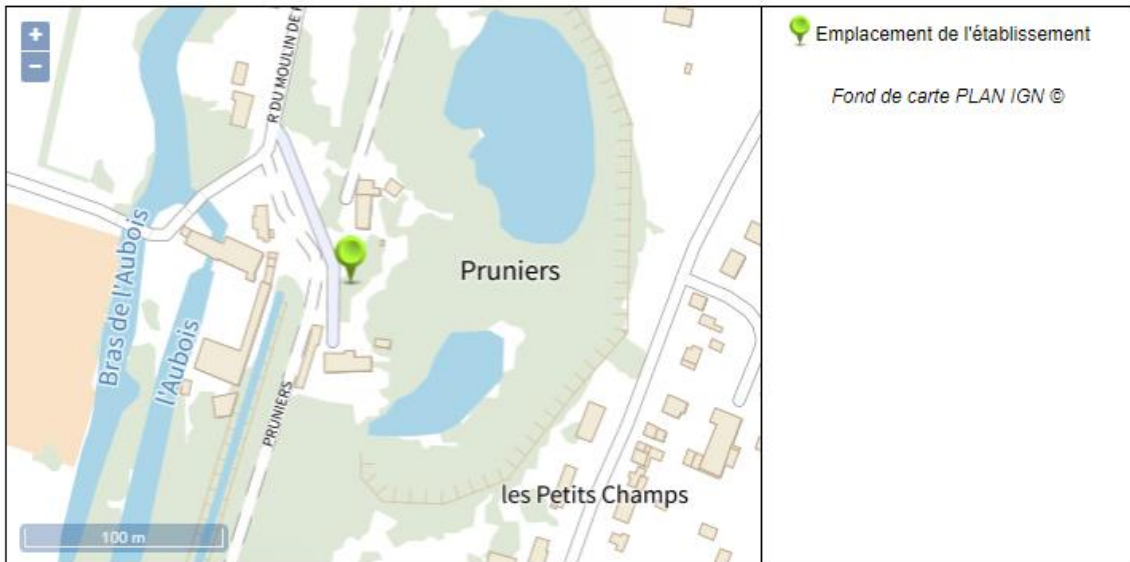 +
−
R DU MOULIN DE P
Bras de l'Aubois
l'Aubois
Pruniers
PRUNIERS
les Petits Champs
100 m
Emplacement de l'établissement
Fond de carte PLAN IGN ©